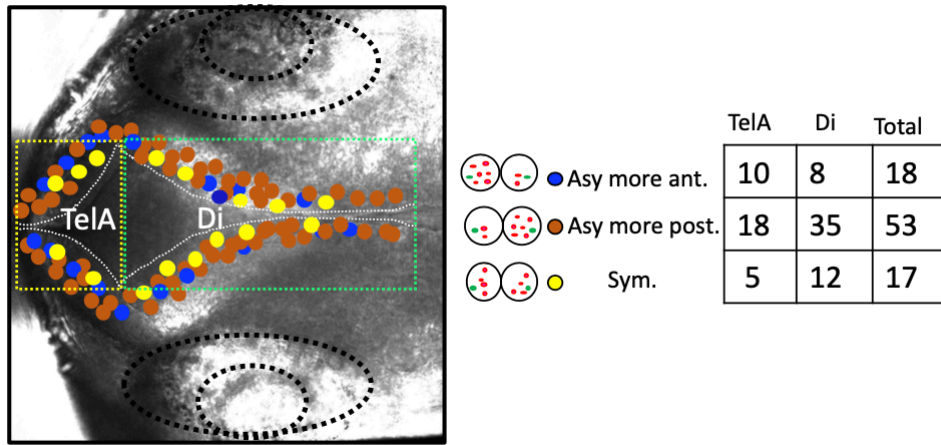 TelA Di
TelA Di Total
Asy more ant. 10 8 18
Asy more post. 18 35 53
Sym. 5 12 17